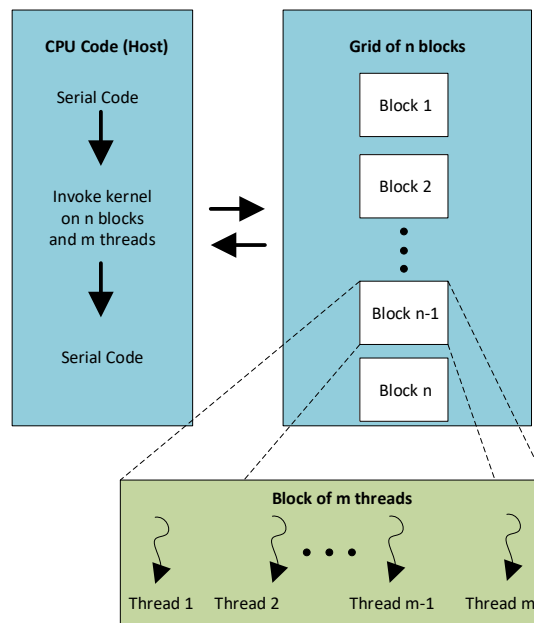 CPU Code (Host)
Serial Code
Invoke kernel
on n blocks
and m threads
Serial Code
Grid of n blocks
Block 1
Block 2
Block n-1
Block n
Block of m threads
Thread 1
Thread 2
Thread m-1
Thread m